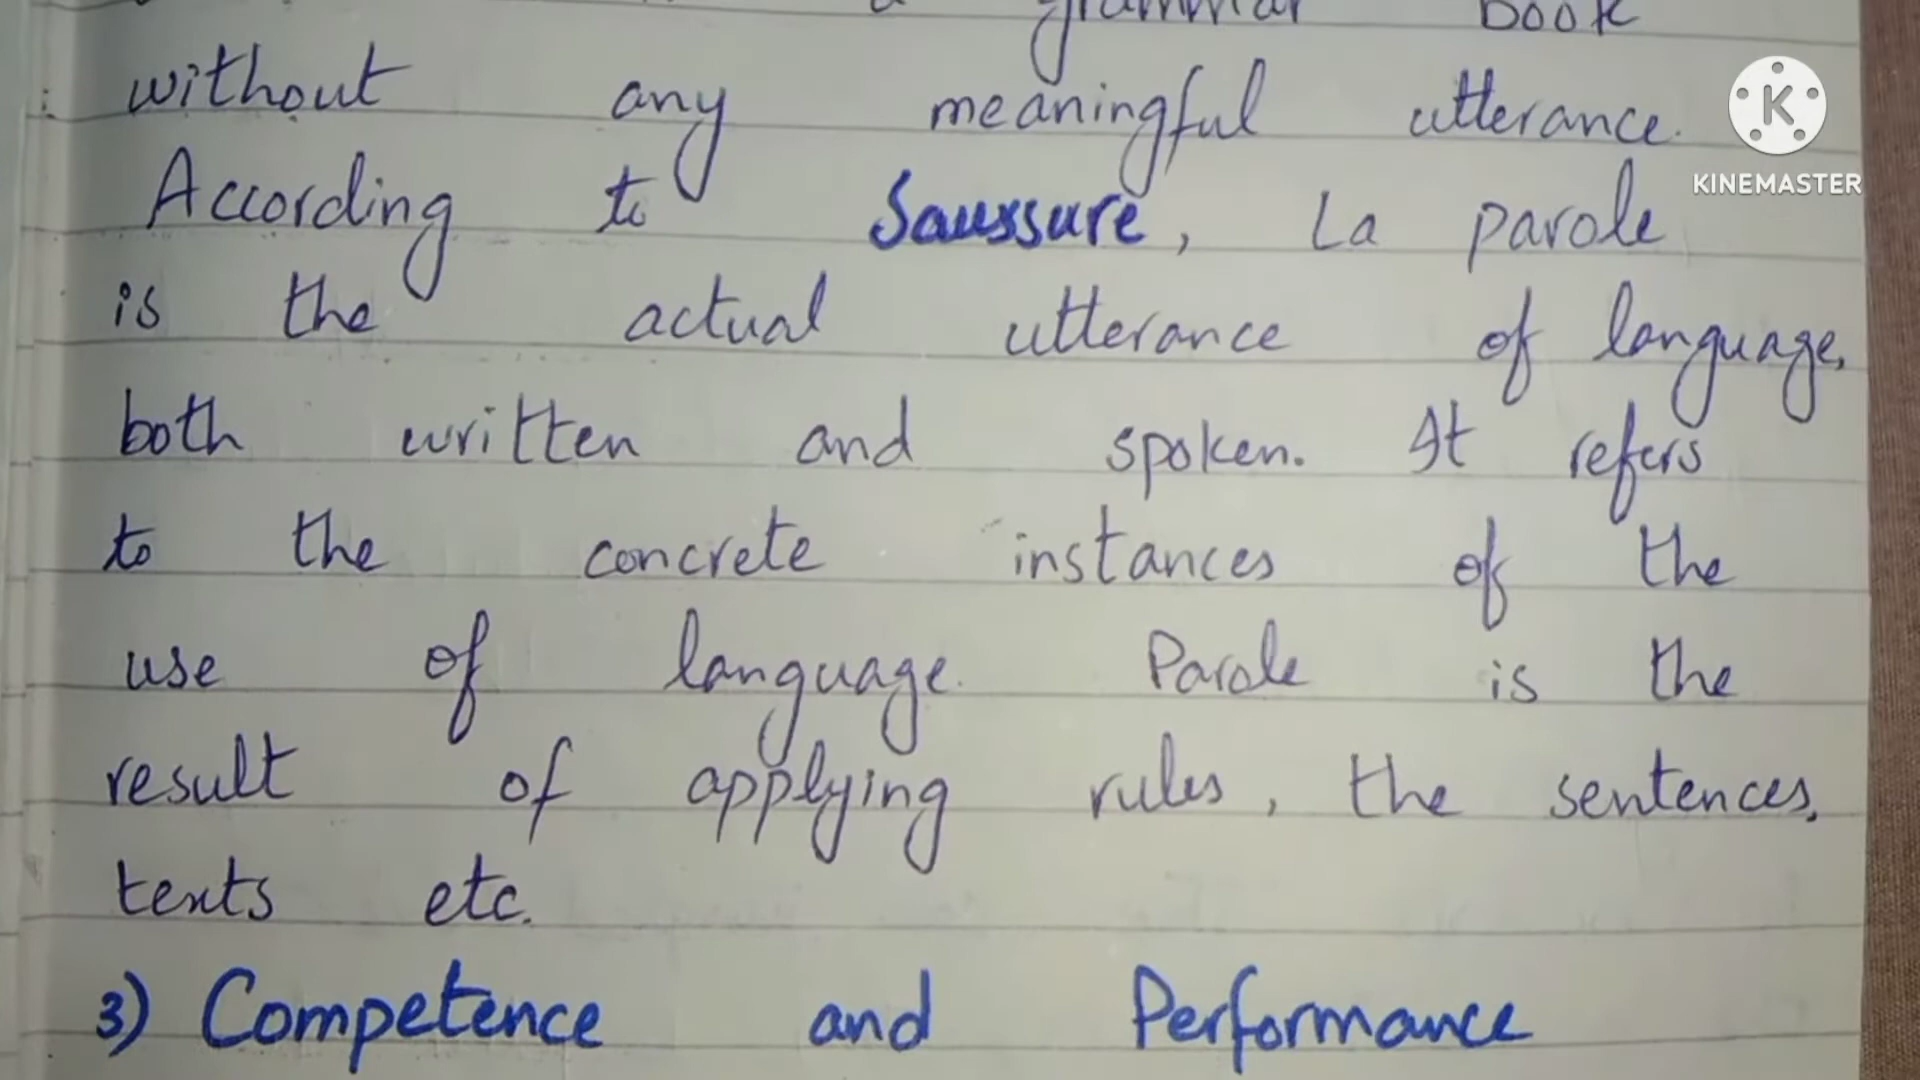 a grammar book
without any meaningful utterance.
According to Saussure, La parole
is the actual utterance of language,
both written and spoken. It refers
to the concrete instances of the
use of language. Parole is the
result of applying rules, the sentences,
texts etc.
3) Competence and Performance
K
KINEMASTER